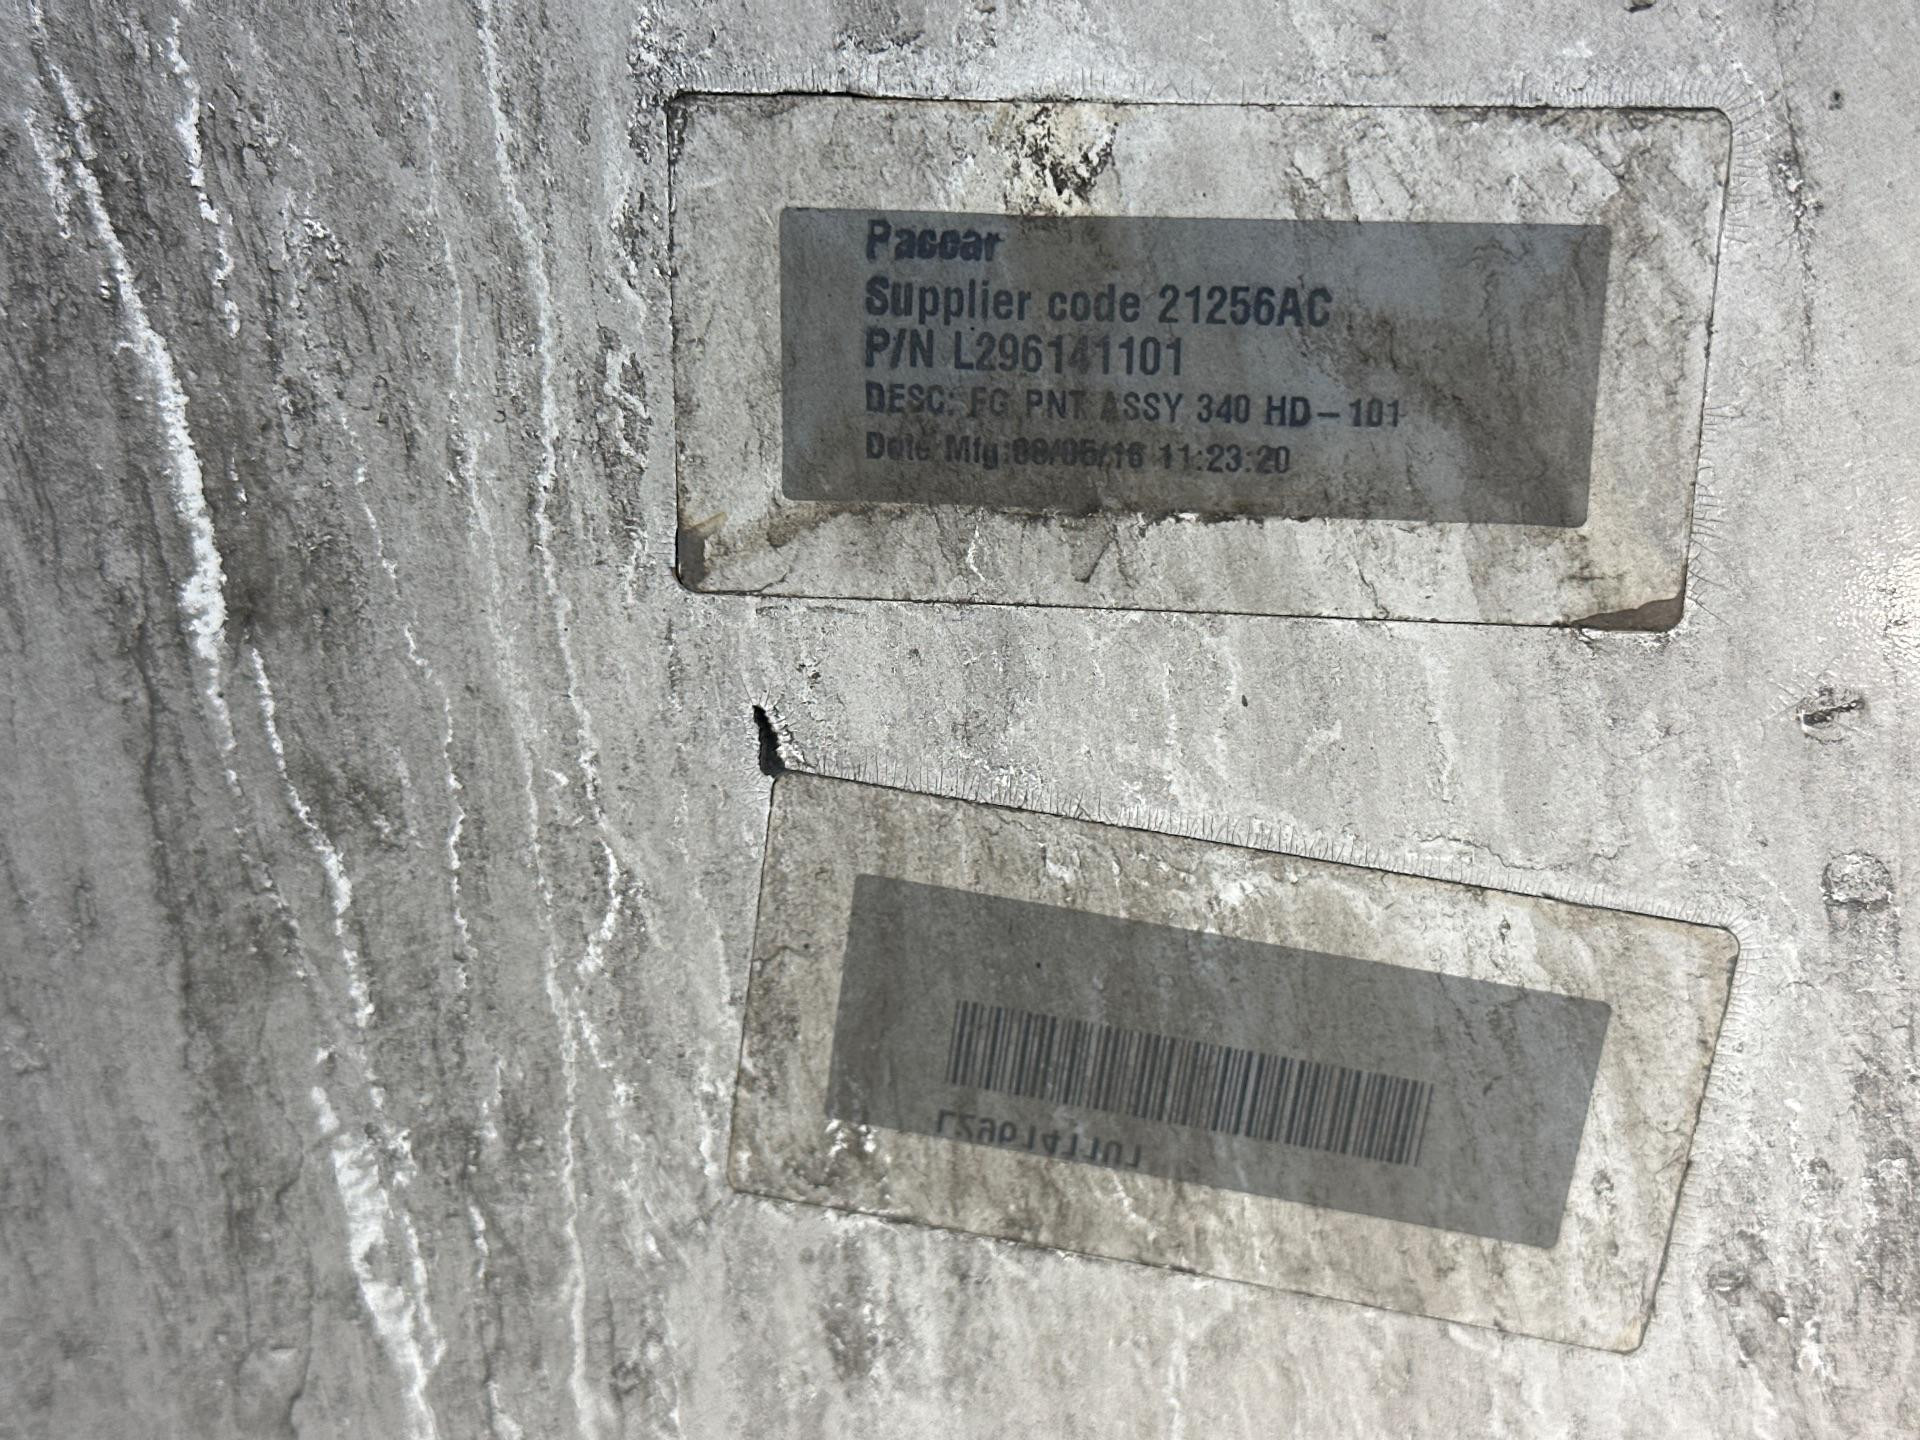 Paccar
Supplier code 21256AC
P/N L296141101
DESC: FG PNT ASSY 340 HD-101
Date Mfg:08/05/16 11:23:20
L296141101